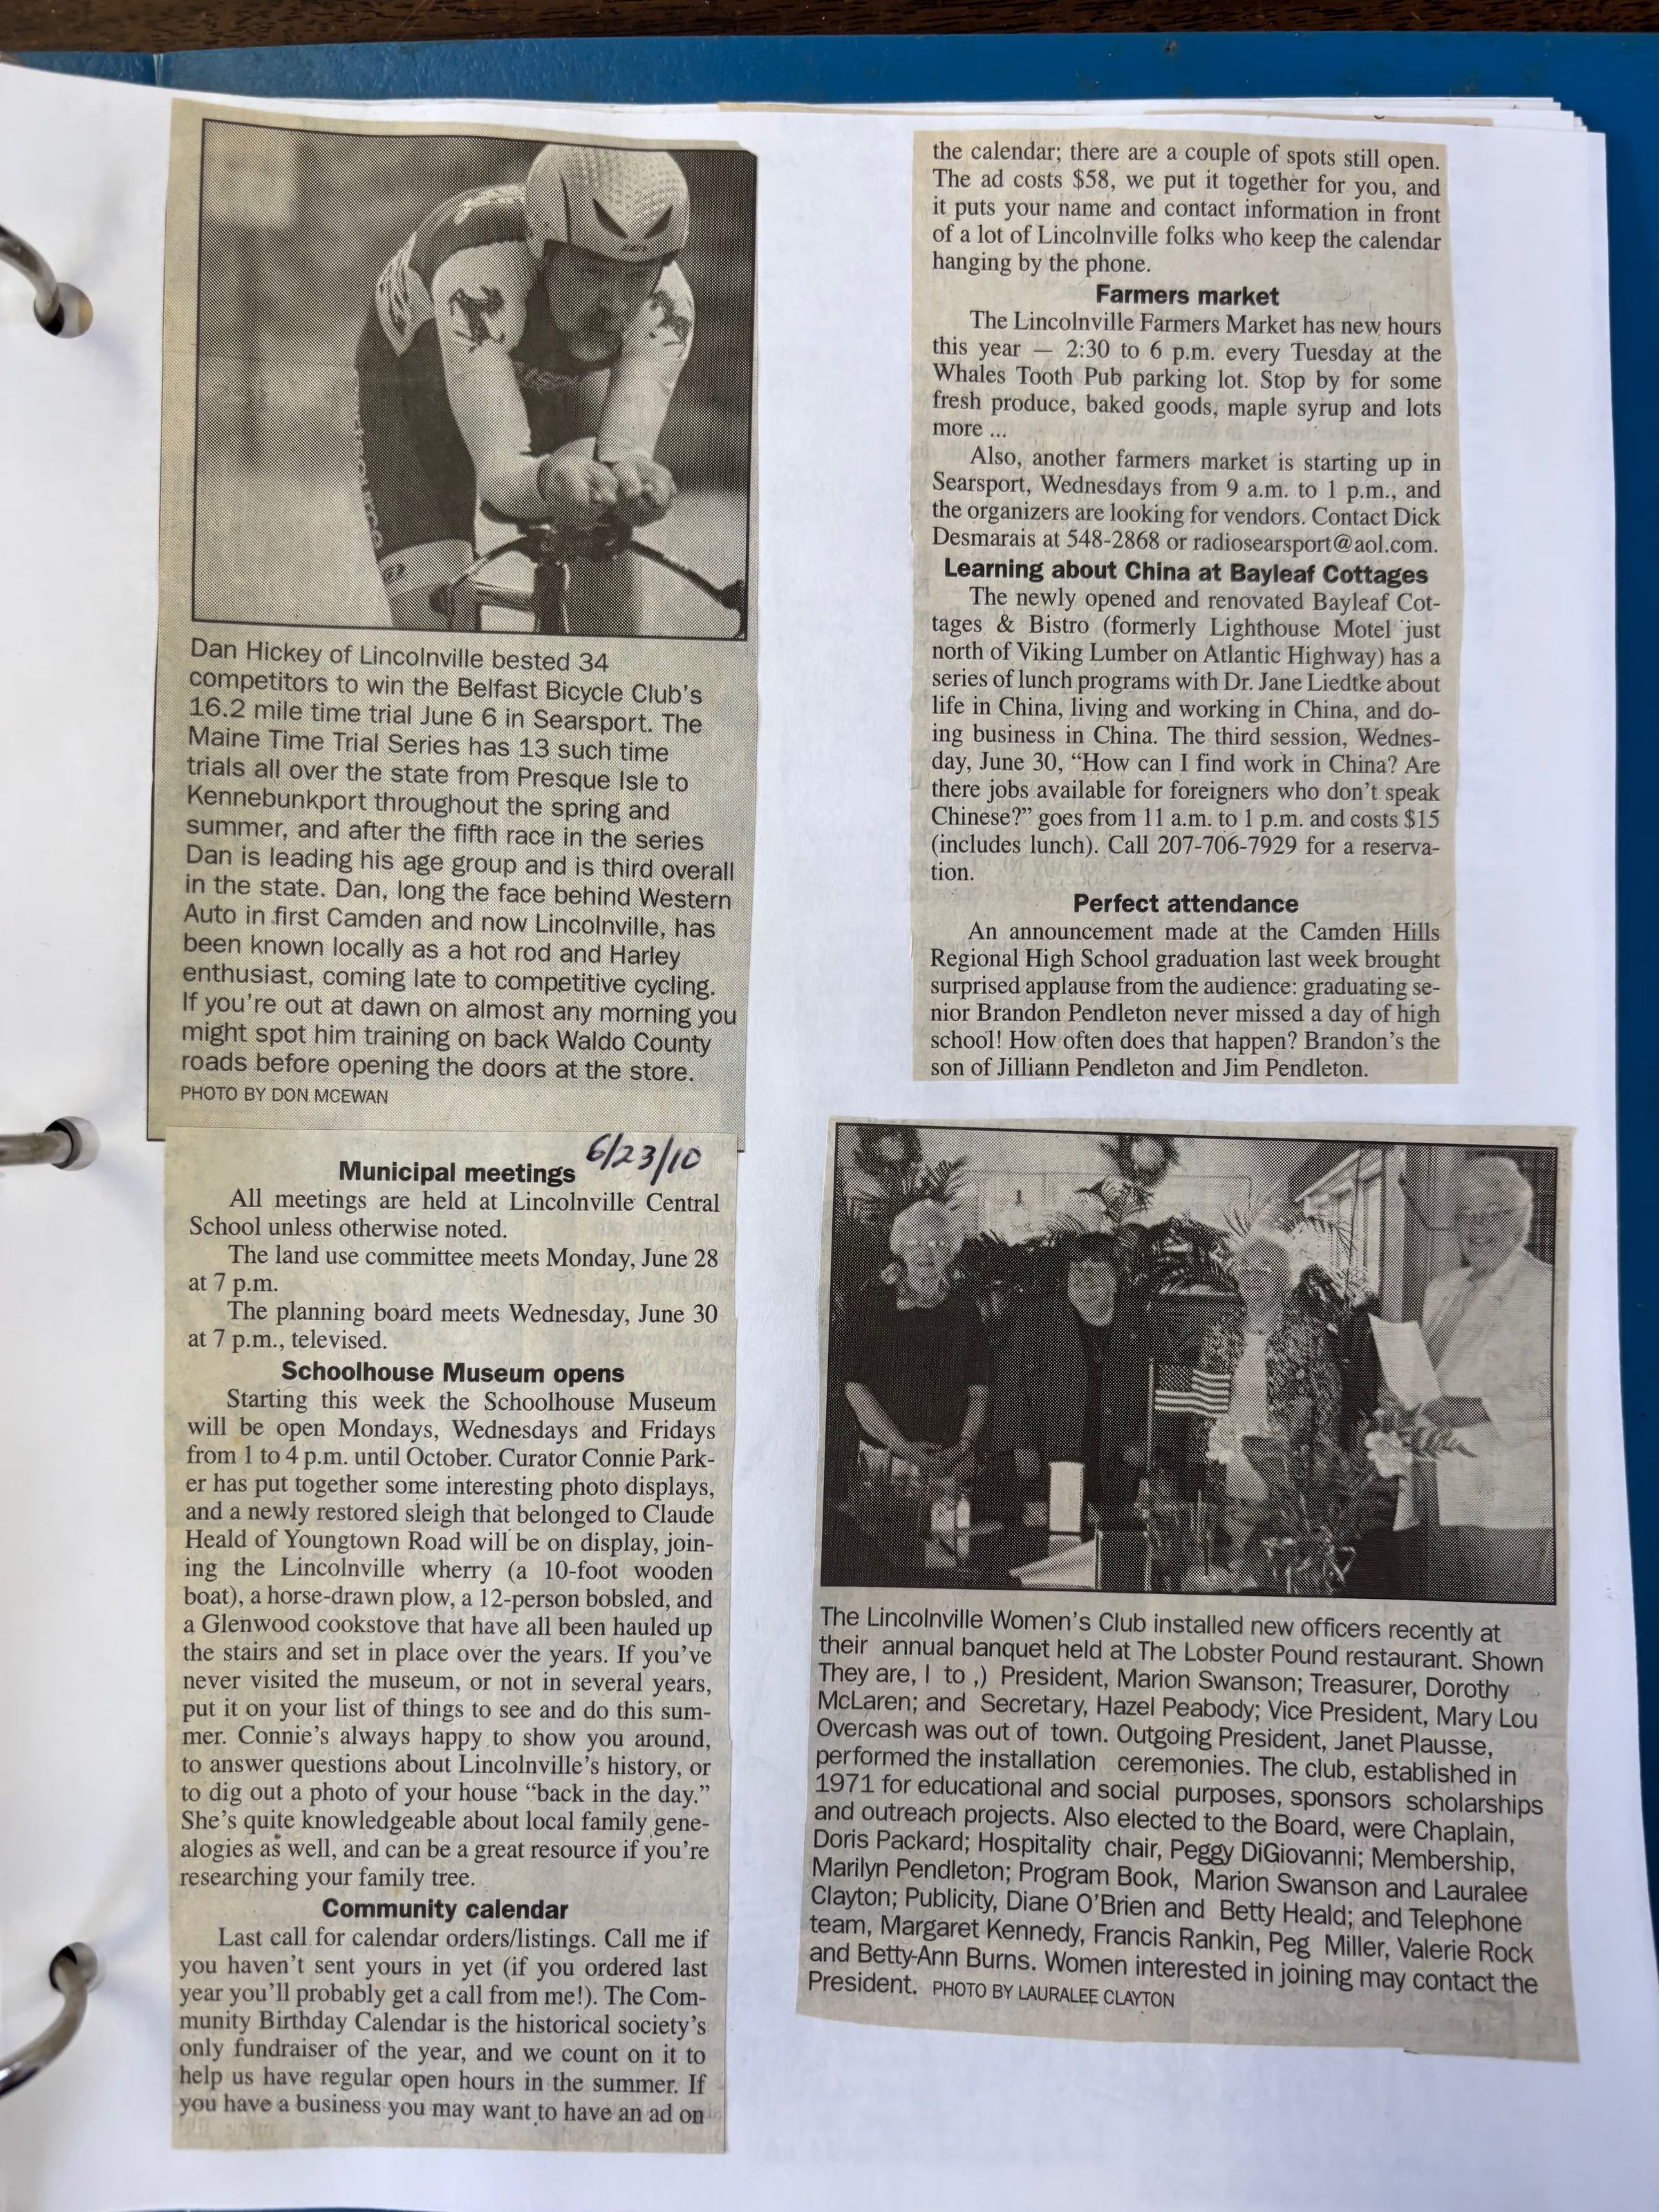 Dan Hickey of Lincolnville bested 34
competitors to win the Belfast Bicycle Club's
16.2 mile time trial June 6 in Searsport. The
Maine Time Trial Series has 13 such time
trials all over the state from Presque Isle to
Kennebunkport throughout the spring and
summer, and after the fifth race in the series
Dan is leading his age group and is third overall
in the state. Dan, long the face behind Western
Auto in first Camden and now Lincolnville, has
been known locally as a hot rod and Harley
enthusiast, coming late to competitive cycling.
If you're out at dawn on almost any morning you
might spot him training on back Waldo County
roads before opening the doors at the store.
PHOTO BY DON MCEWAN
6/23/10
Municipal meetings
All meetings are held at Lincolnville Central
School unless otherwise noted.
The land use committee meets Monday, June 28
at 7 p.m.
The planning board meets Wednesday, June 30
at 7 p.m., televised.
Schoolhouse Museum opens
Starting this week the Schoolhouse Museum
will be open Mondays, Wednesdays and Fridays
from 1 to 4 p.m. until October. Curator Connie Park-
er has put together some interesting photo displays,
and a newly restored sleigh that belonged to Claude
Heald of Youngtown Road will be on display, join-
ing the Lincolnville wherry (a 10-foot wooden
boat), a horse-drawn plow, a 12-person bobsled, and
a Glenwood cookstove that have all been hauled up
the stairs and set in place over the years. If you've
never visited the museum, or not in several years,
put it on your list of things to see and do this sum-
mer. Connie's always happy to show you around,
to answer questions about Lincolnville's history, or
to dig out a photo of your house “back in the day.”
She's quite knowledgeable about local family gene-
alogies as well, and can be a great resource if you're
researching your family tree.
Community calendar
Last call for calendar orders/listings. Call me if
you haven't sent yours in yet (if you ordered last
year you'll probably get a call from me!). The Com-
munity Birthday Calendar is the historical society's
only fundraiser of the year, and we count on it to
help us have regular open hours in the summer. If
you have a business you may want to have an ad on
the calendar; there are a couple of spots still open.
The ad costs $58, we put it together for you, and
it puts your name and contact information in front
of a lot of Lincolnville folks who keep the calendar
hanging by the phone.
Farmers market
The Lincolnville Farmers Market has new hours
this year — 2:30 to 6 p.m. every Tuesday at the
Whales Tooth Pub parking lot. Stop by for some
fresh produce, baked goods, maple syrup and lots
more ...
Also, another farmers market is starting up in
Searsport, Wednesdays from 9 a.m. to 1 p.m., and
the organizers are looking for vendors. Contact Dick
Desmarais at 548-2868 or radiosearsport@aol.com.
Learning about China at Bayleaf Cottages
The newly opened and renovated Bayleaf Cot-
tages & Bistro (formerly Lighthouse Motel just
north of Viking Lumber on Atlantic Highway) has a
series of lunch programs with Dr. Jane Liedtke about
life in China, living and working in China, and do-
ing business in China. The third session, Wednes-
day, June 30, “How can I find work in China? Are
there jobs available for foreigners who don't speak
Chinese?” goes from 11 a.m. to 1 p.m. and costs $15
(includes lunch). Call 207-706-7929 for a reserva-
tion.
Perfect attendance
An announcement made at the Camden Hills
Regional High School graduation last week brought
surprised applause from the audience: graduating se-
nior Brandon Pendleton never missed a day of high
school! How often does that happen? Brandon's the
son of Jilliann Pendleton and Jim Pendleton.
The Lincolnville Women's Club installed new officers recently at
their annual banquet held at The Lobster Pound restaurant. Shown
They are, l to ,) President, Marion Swanson; Treasurer, Dorothy
McLaren; and Secretary, Hazel Peabody; Vice President, Mary Lou
Overcash was out of town. Outgoing President, Janet Plausse,
performed the installation ceremonies. The club, established in
1971 for educational and social purposes, sponsors scholarships
and outreach projects. Also elected to the Board, were Chaplain,
Doris Packard; Hospitality chair, Peggy DiGiovanni; Membership,
Marilyn Pendleton; Program Book, Marion Swanson and Lauralee
Clayton; Publicity, Diane O'Brien and Betty Heald; and Telephone
team, Margaret Kennedy, Francis Rankin, Peg Miller, Valerie Rock
and Betty-Ann Burns. Women interested in joining may contact the
President. PHOTO BY LAURALEE CLAYTON